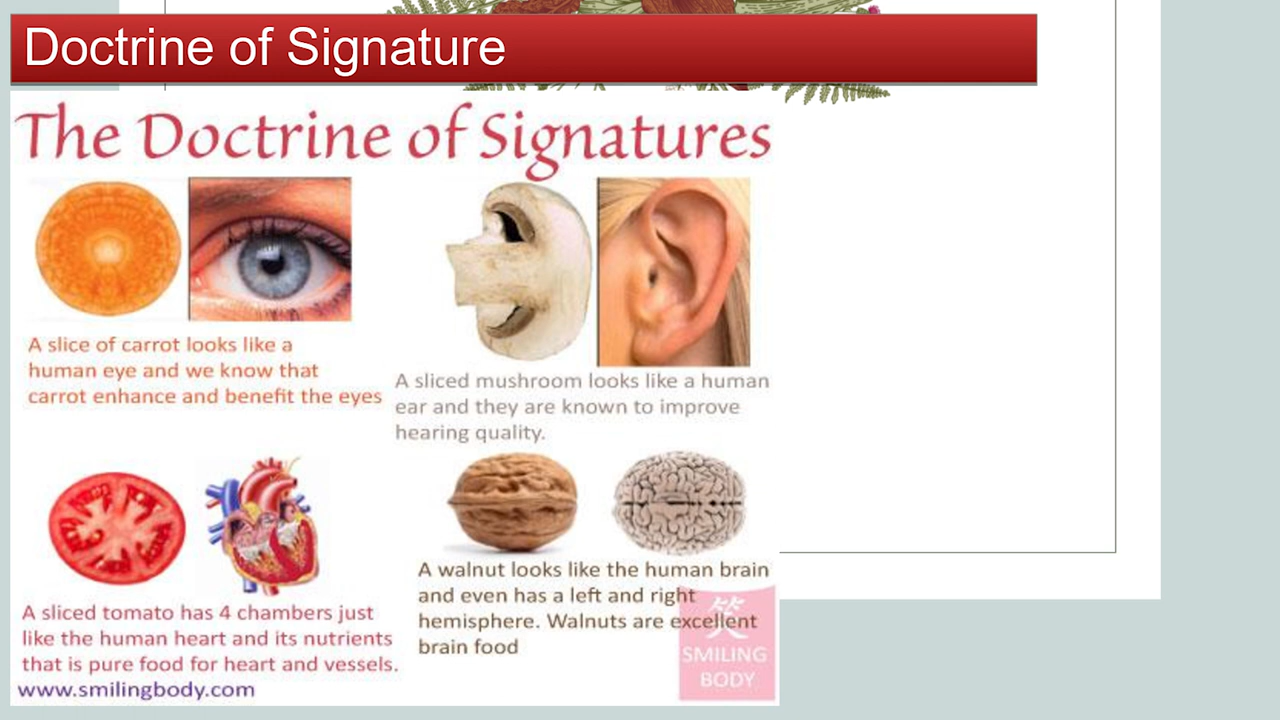 Doctrine of Signature
The Doctrine of Signatures
A slice of carrot looks like a
human eye and we know that
carrot enhance and benefit the eyes
A sliced mushroom looks like a human
ear and they are known to improve
hearing quality.
A sliced tomato has 4 chambers just
like the human heart and its nutrients
that is pure food for heart and vessels.
www.smilingbody.com
A walnut looks like the human brain
and even has a left and right
hemisphere. Walnuts are excellent
brain food
笑
SMILING
BODY